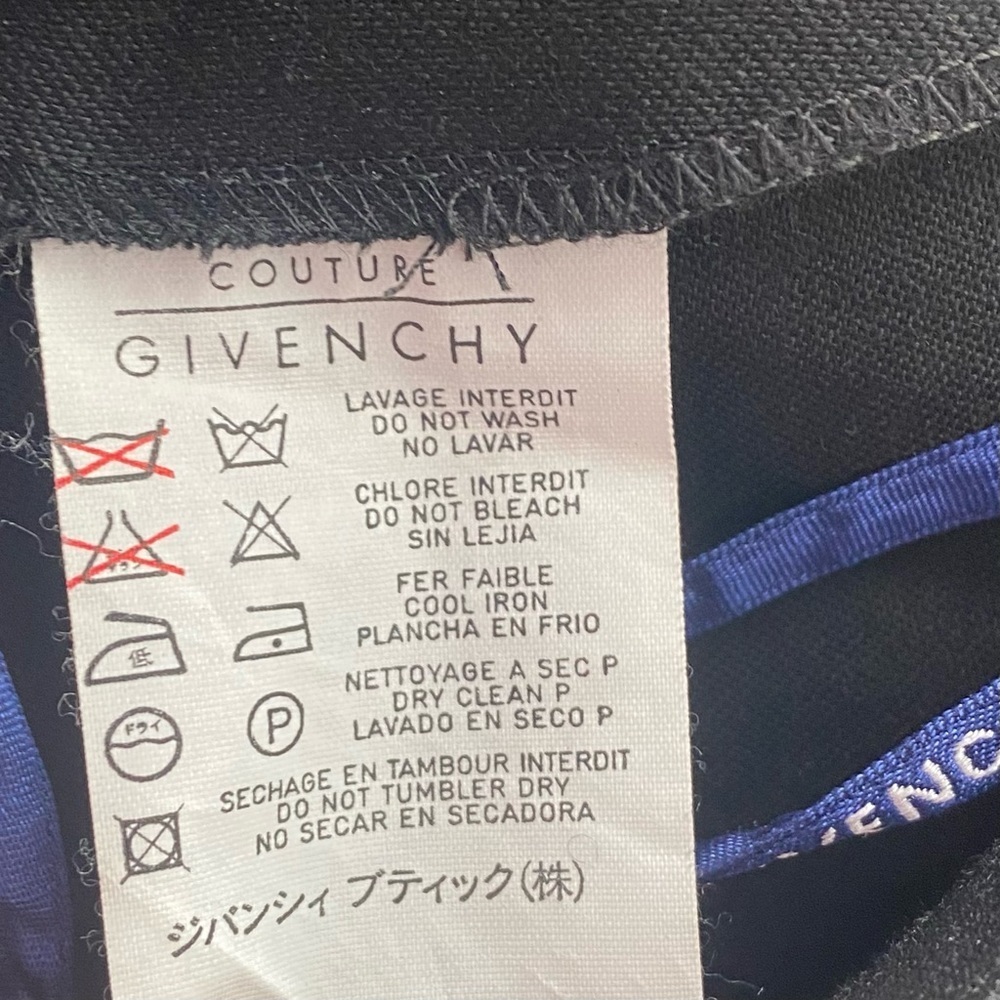 COUTURE
GIVENCHY
LAVAGE INTERDIT
DO NOT WASH
NO LAVAR
CHLORE INTERDIT
DO NOT BLEACH
SIN LEJIA
FER FAIBLE
COOL IRON
PLANCHA EN FRIO
低
NETTOYAGE A SEC P
DRY CLEAN P
LAVADO EN SECO P
ドライ
P
SECHAGE EN TAMBOUR INTERDIT
DO NOT TUMBLER DRY
NO SECAR EN SECADORA
ジバンシィ ブティック(株)
VENC